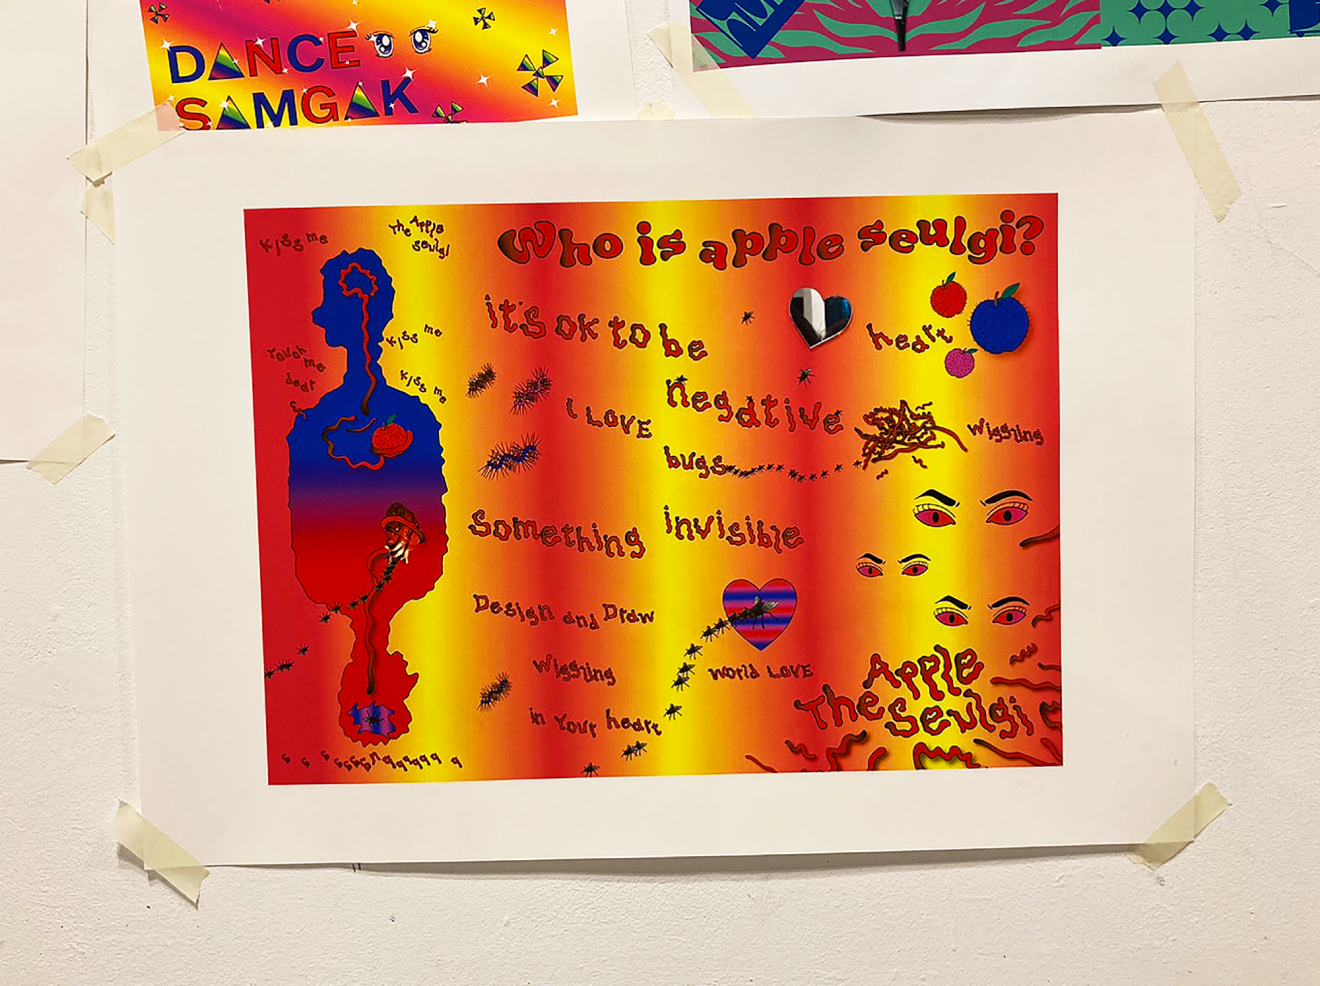 DANCE
SAMGAK
Who is apple seulgi?
Kiss me
The Apple
seulgi
it's ok to be
heart
Kiss me
Touch
me
dear
Kiss me
negative
I LOVE
wiggling
bugs
Something
invisible
Design and Draw
wiggling
World LOVE
in Your heart
Apple
The Seulgi